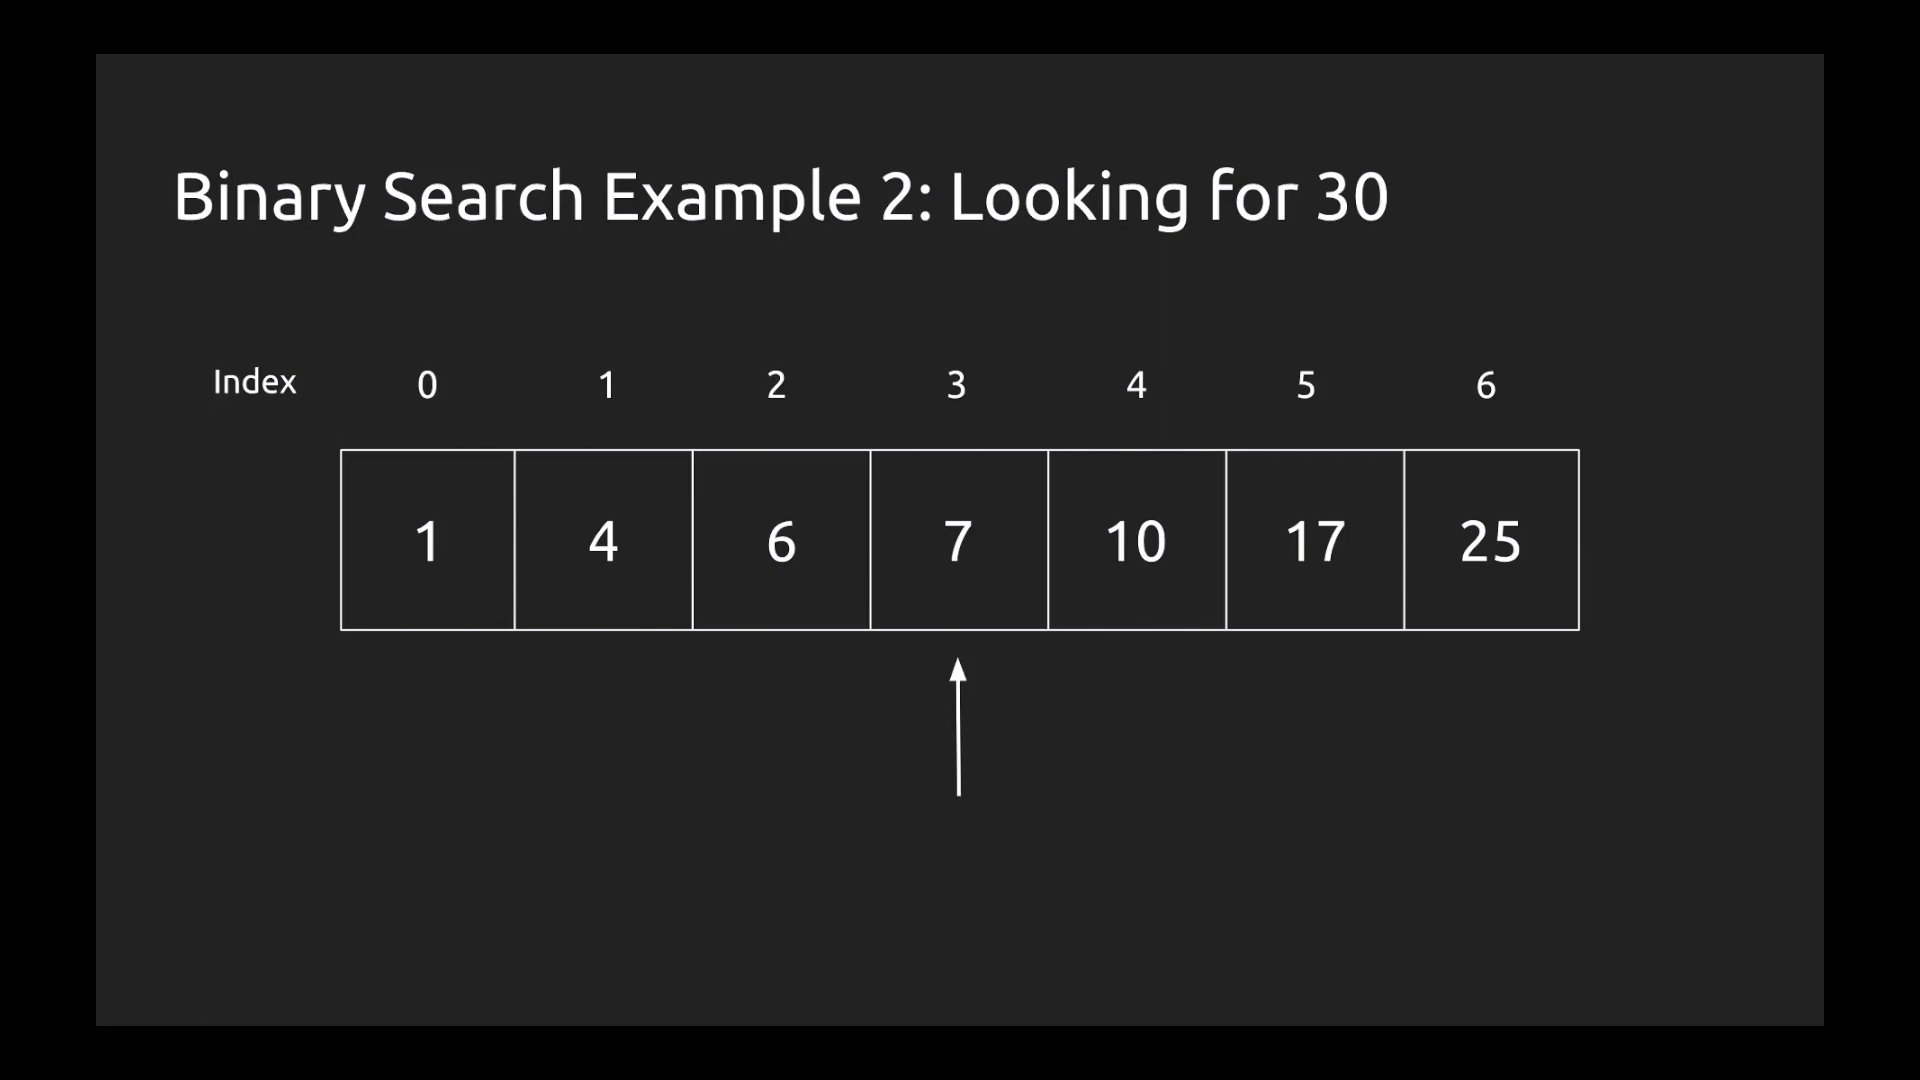 Binary Search Example 2: Looking for 30
Index 0 1 2 3 4 5 6
1 4 6 7 10 17 25